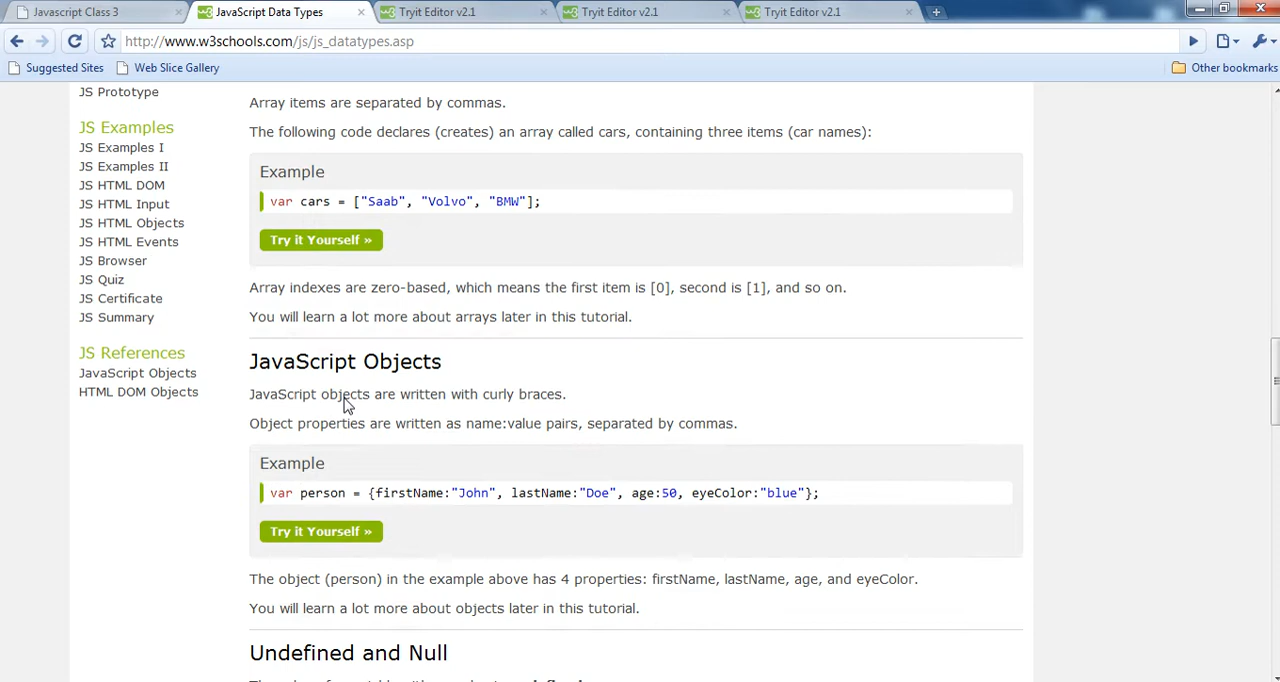 Javascript Class 3
JavaScript Data Types
Tryit Editor v2.1
Tryit Editor v2.1
Tryit Editor v2.1
http://www.w3schools.com/js/js_datatypes.asp
Suggested Sites
Web Slice Gallery
Other bookmarks
JS Prototype
JS Examples
JS Examples I
JS Examples II
JS HTML DOM
JS HTML Input
JS HTML Objects
JS HTML Events
JS Browser
JS Quiz
JS Certificate
JS Summary
JS References
JavaScript Objects
HTML DOM Objects
Array items are separated by commas.
The following code declares (creates) an array called cars, containing three items (car names):
Example
var cars = ["Saab", "Volvo", "BMW"];
Try it Yourself »
Array indexes are zero-based, which means the first item is [0], second is [1], and so on.
You will learn a lot more about arrays later in this tutorial.
JavaScript Objects
JavaScript objects are written with curly braces.
Object properties are written as name:value pairs, separated by commas.
Example
var person = {firstName:"John", lastName:"Doe", age:50, eyeColor:"blue"};
Try it Yourself »
The object (person) in the example above has 4 properties: firstName, lastName, age, and eyeColor.
You will learn a lot more about objects later in this tutorial.
Undefined and Null